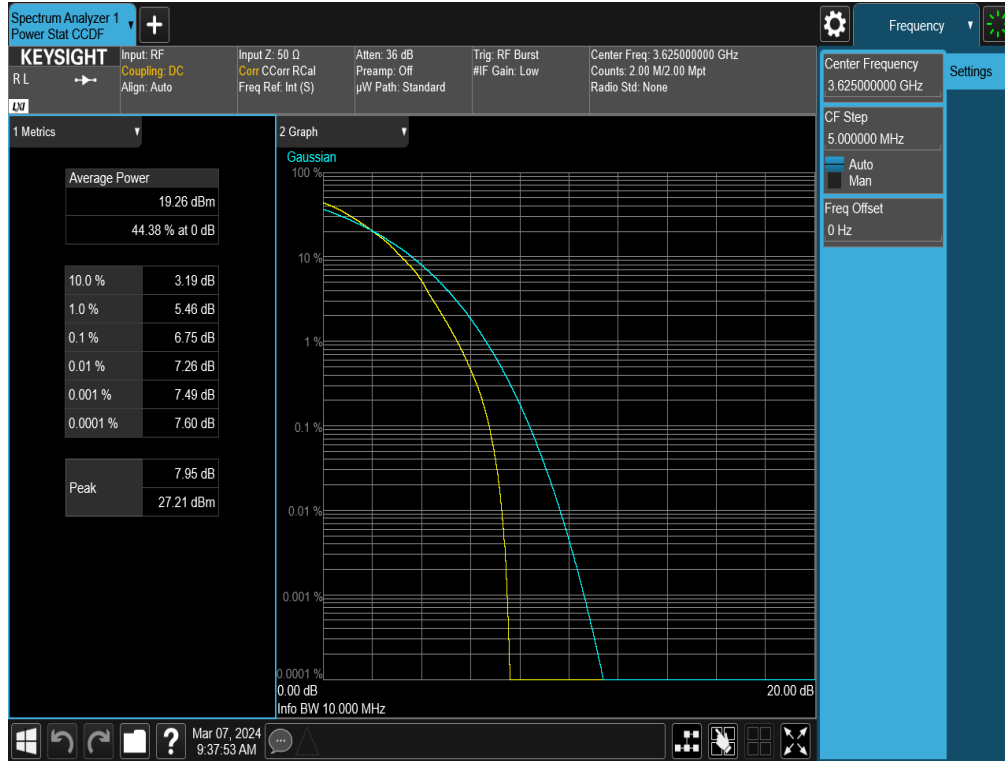 Spectrum Analyzer 1
Power Stat CCDF
Frequency
KEYSIGHT
R L
LXI
Input: RF
Coupling: DC
Align: Auto
Input Z: 50 Ω
Corr CCorr RCal
Freq Ref: Int (S)
Atten: 36 dB
Preamp: Off
µW Path: Standard
Trig: RF Burst
#IF Gain: Low
Center Freq: 3.625000000 GHz
Counts: 2.00 M/2.00 Mpt
Radio Std: None
Center Frequency
3.625000000 GHz
Settings
CF Step
5.000000 MHz
Auto
Man
Freq Offset
0 Hz
1 Metrics
Average Power
19.26 dBm
44.38 % at 0 dB
10.0 % 3.19 dB
1.0 % 5.46 dB
0.1 % 6.75 dB
0.01 % 7.26 dB
0.001 % 7.49 dB
0.0001 % 7.60 dB
Peak
7.95 dB
27.21 dBm
2 Graph
Gaussian
100 %
10 %
1 %
0.1 %
0.01 %
0.001 %
0.0001 %
0.00 dB 20.00 dB
Info BW 10.000 MHz
?
Mar 07, 2024
9:37:53 AM